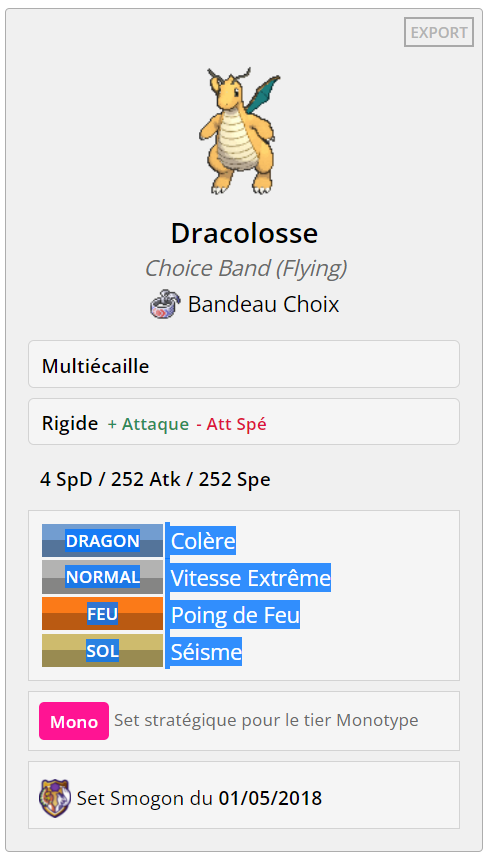 EXPORT
Dracolosse
Choice Band (Flying)
Bandeau Choix
Multiécaille
Rigide + Attaque - Att Spé
4 SpD / 252 Atk / 252 Spe
DRAGON Colère
NORMAL Vitesse Extrême
FEU Poing de Feu
SOL Séisme
Mono Set stratégique pour le tier Monotype
Set Smogon du 01/05/2018